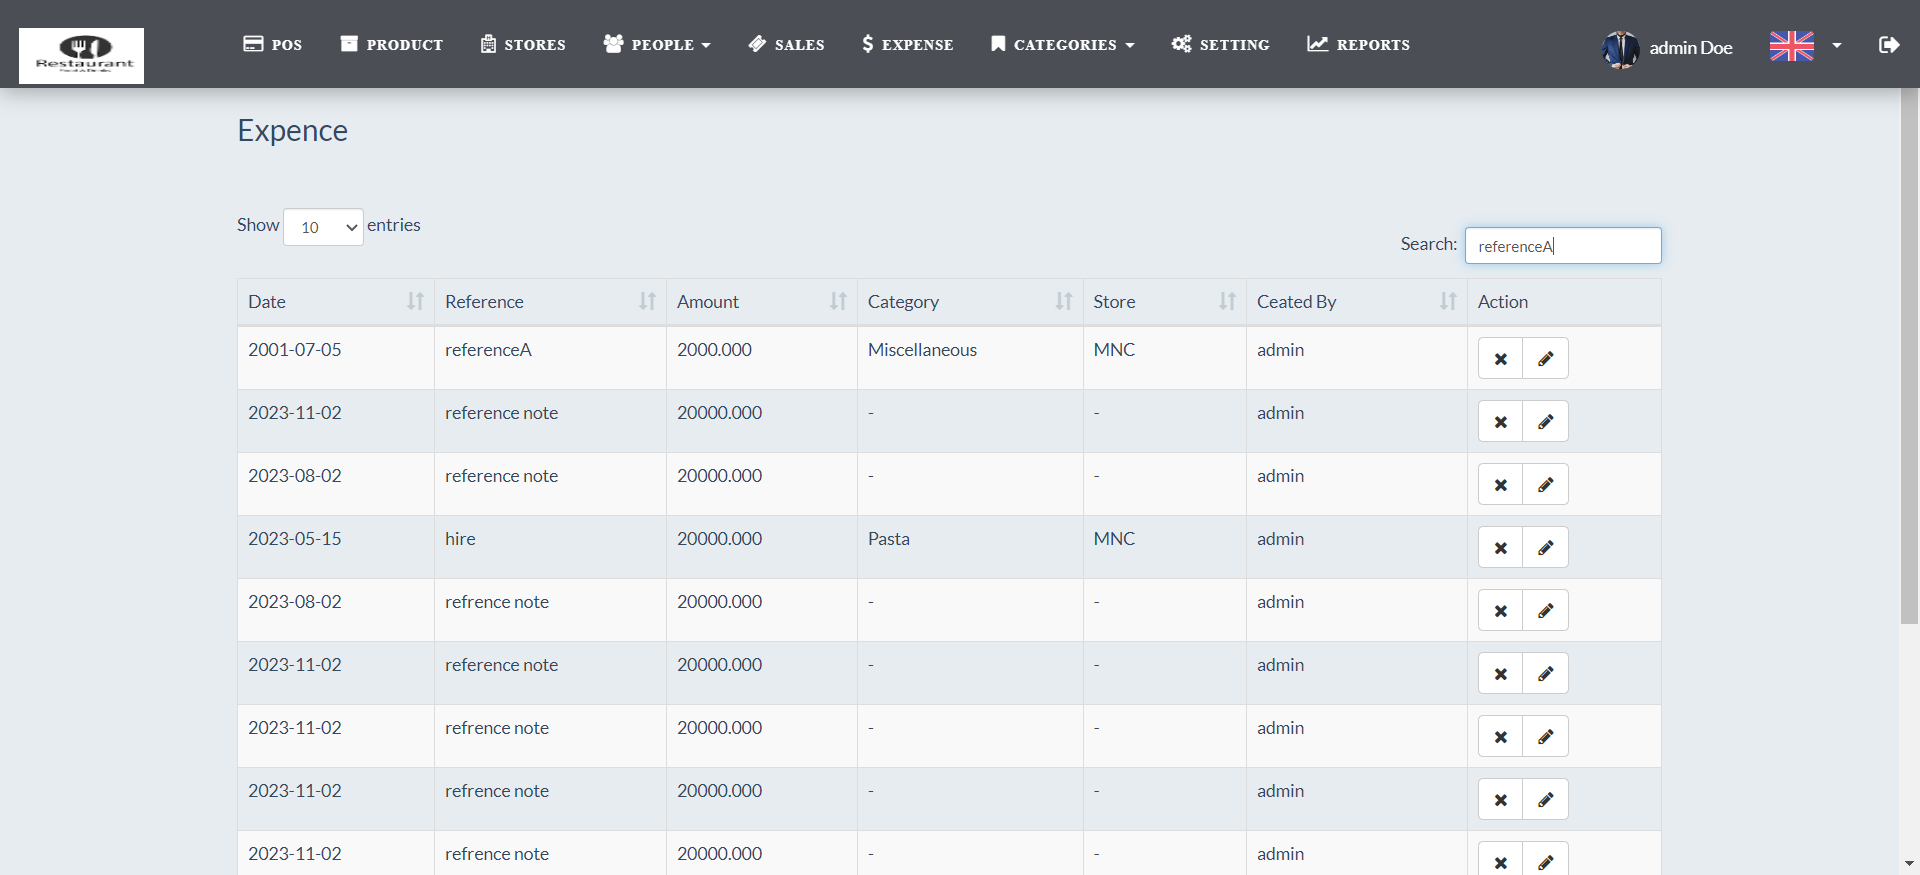 Restaurant
POS PRODUCT STORES PEOPLE SALES EXPENSE CATEGORIES SETTING REPORTS admin Doe
Expence
Show 10 entries
Search: referenceA
Date Reference Amount Category Store Ceated By Action
2001-07-05 referenceA 2000.000 Miscellaneous MNC admin
2023-11-02 reference note 20000.000 - - admin
2023-08-02 reference note 20000.000 - - admin
2023-05-15 hire 20000.000 Pasta MNC admin
2023-08-02 refrence note 20000.000 - - admin
2023-11-02 reference note 20000.000 - - admin
2023-11-02 refrence note 20000.000 - - admin
2023-11-02 refrence note 20000.000 - - admin
2023-11-02 refrence note 20000.000 - - admin